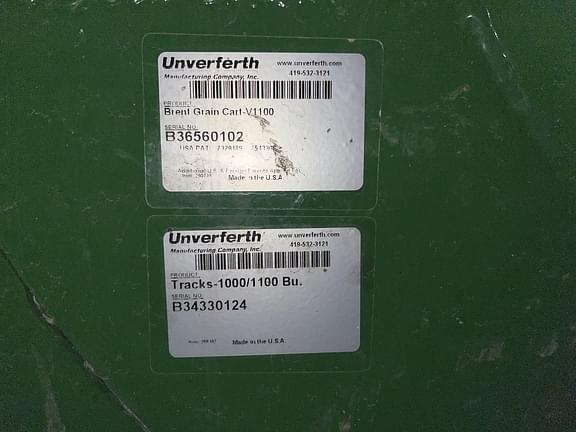 Unverferth www.unverferth.com
Manufacturing Company, Inc. 419-532-3121
PRODUCT
Brent Grain Cart-V1100
SERIAL NO.
B36560102
USA PAT.
Made in the U.S.A.
Unverferth www.unverferth.com
Manufacturing Company, Inc. 419-532-3121
PRODUCT
Tracks-1000/1100 Bu.
SERIAL NO.
B34330124
Made in the U.S.A.